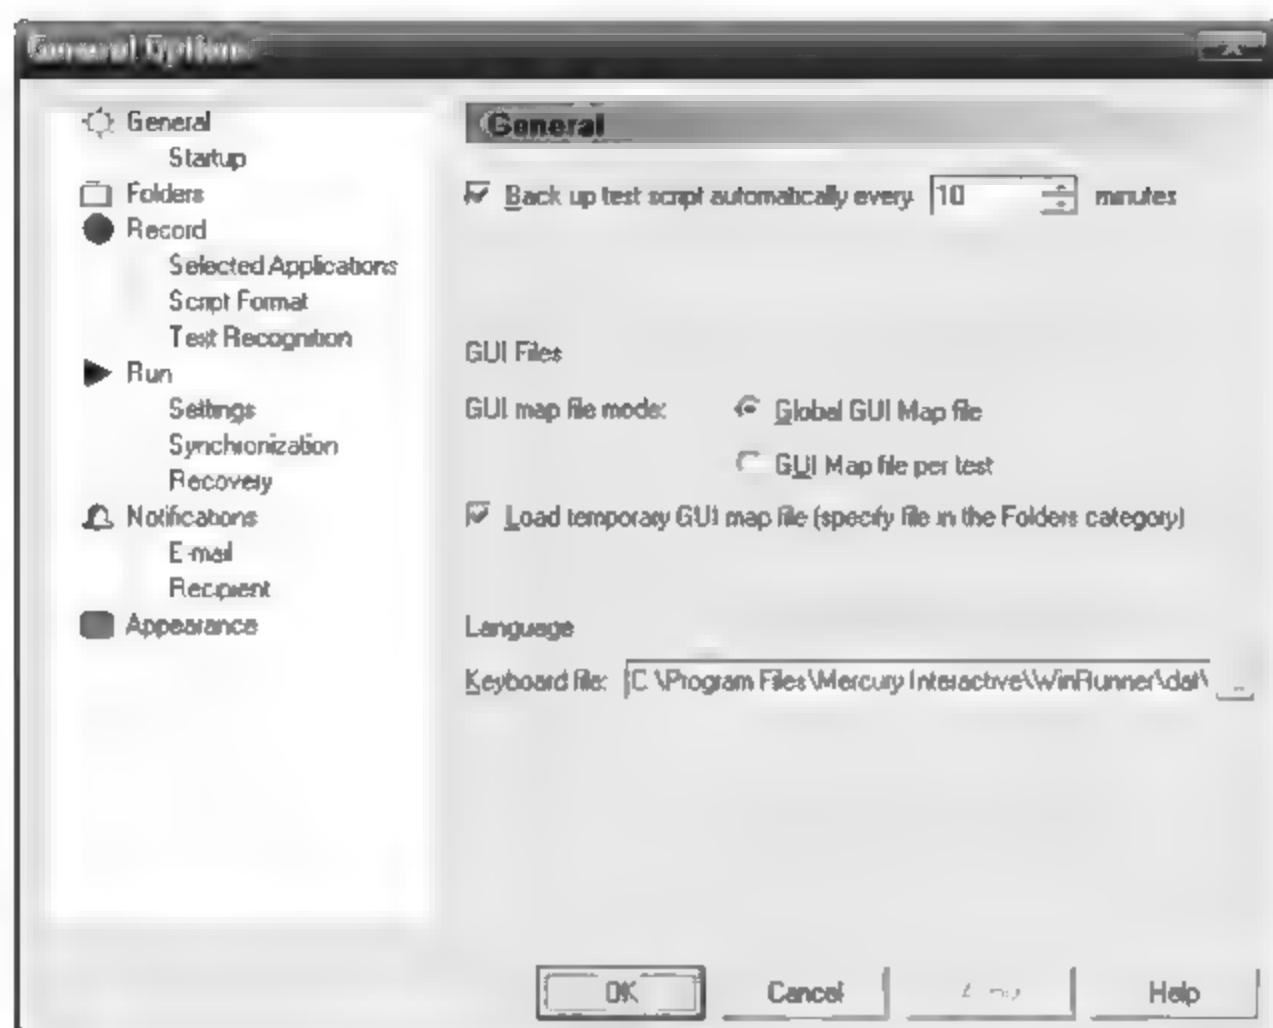 General Options
General
Startup
Folders
Record
Selected Applications
Script Format
Text Recognition
Run
Settings
Synchronization
Recovery
Notifications
E-mail
Recipient
Appearance
General
Back up test script automatically every 10 minutes
GUI Files
GUI map file mode: Global GUI Map file
GUI Map file per test
Load temporary GUI map file (specify file in the Folders category)
Language
Keyboard file: C:\Program Files\Mercury Interactive\WinRunner\dat\ ...
OK Cancel Help